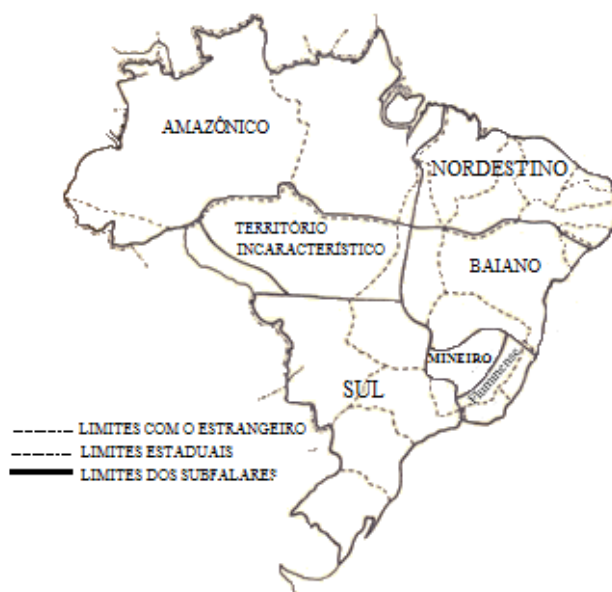 AMAZÔNICO
NORDESTINO
TERRITÓRIO
INCARACTERÍSTICO
BAIANO
MINEIRO
Fluminense
SUL
LIMITES COM O ESTRANGEIRO
LIMITES ESTADUAIS
LIMITES DOS SUBFALARES